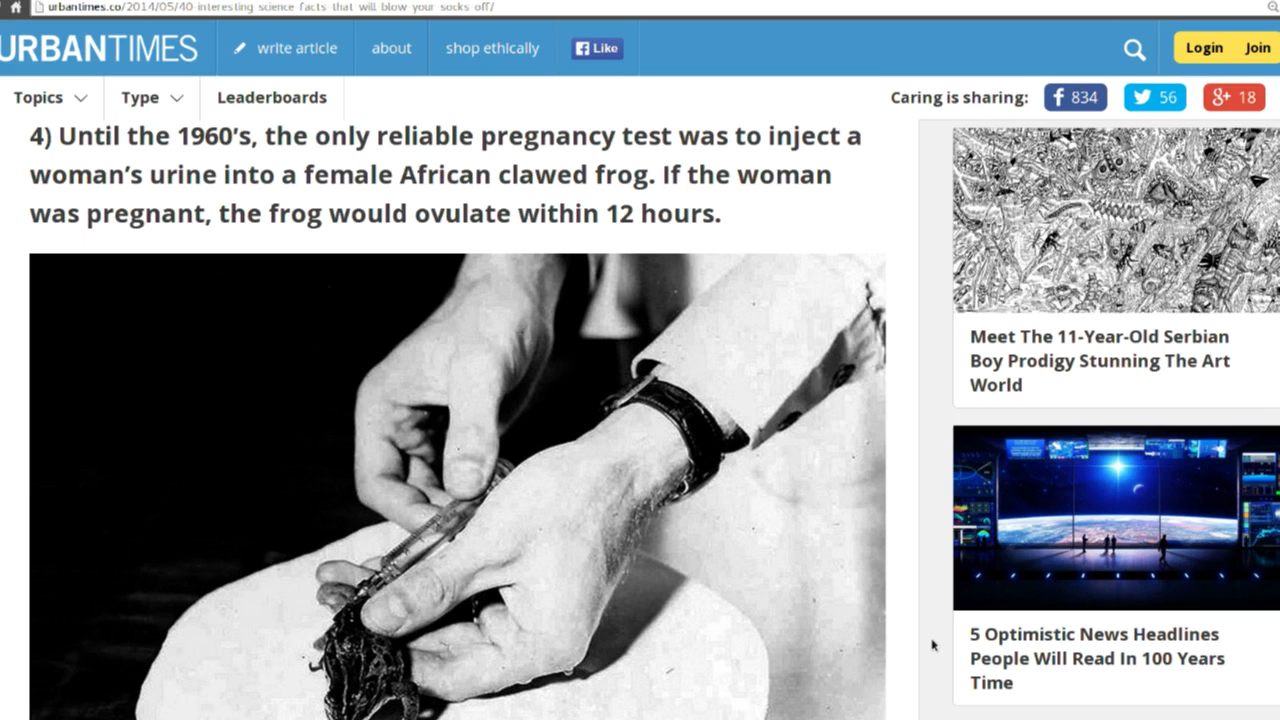 urbantimes.co/2014/05/40-interesting-science-facts-that-will-blow-your-socks-off/
URBANTIMES
write article
about
shop ethically
Like
Login
Join
Topics
Type
Leaderboards
Caring is sharing:
834
56
18
4) Until the 1960's, the only reliable pregnancy test was to inject a
woman's urine into a female African clawed frog. If the woman
was pregnant, the frog would ovulate within 12 hours.
Meet The 11-Year-Old Serbian
Boy Prodigy Stunning The Art
World
5 Optimistic News Headlines
People Will Read In 100 Years
Time